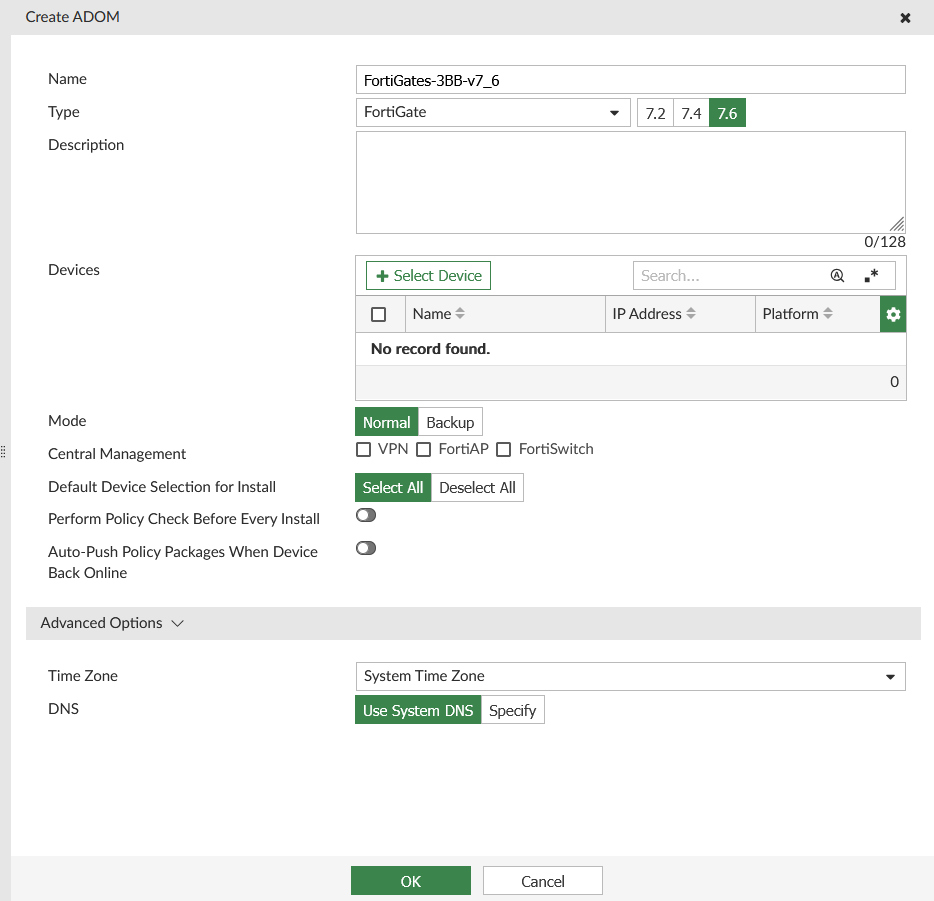 Create ADOM
Name
FortiGates-3BB-v7_6
Type
FortiGate
7.2 7.4 7.6
Description
0/128
Devices
Select Device
Search...
Name IP Address Platform
No record found.
0
Mode
Normal Backup
Central Management
VPN FortiAP FortiSwitch
Default Device Selection for Install
Select All Deselect All
Perform Policy Check Before Every Install
Auto-Push Policy Packages When Device
Back Online
Advanced Options
Time Zone
System Time Zone
DNS
Use System DNS Specify
OK Cancel